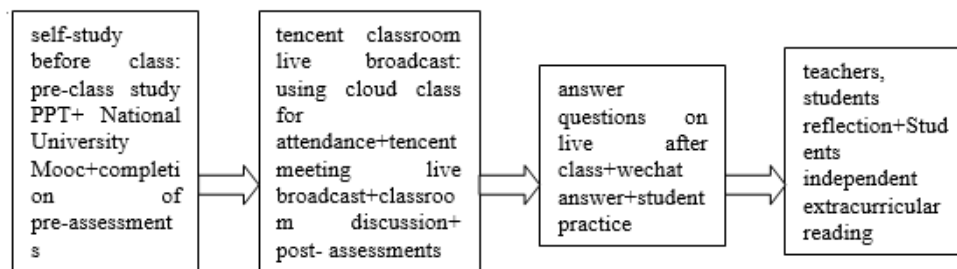 self-study
before class:
pre-class study
PPT+ National
University
Mooc+completi
on of
pre-assessment
s
tencent classroom
live broadcast:
using cloud class
for
attendance+tencent
meeting live
broadcast+classroo
m discussion+
post- assessments
answer
questions on
live after
class+wechat
answer+student
practice
teachers,
students
reflection+Stud
ents
independent
extracurricular
reading